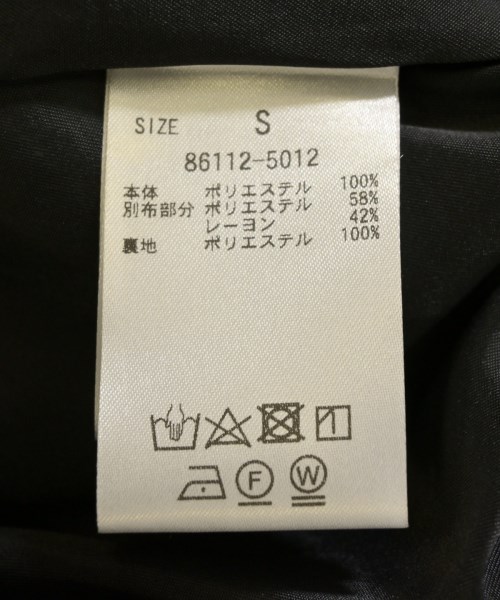 SIZE S
86112-5012
本体 ポリエステル 100%
別布部分 ポリエステル 58%
レーヨン 42%
裏地 ポリエステル 100%
F W